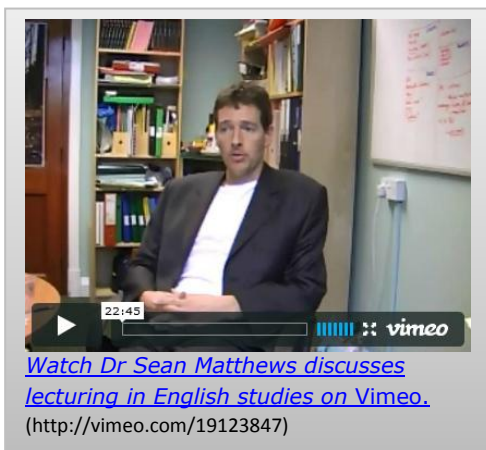 22:45
vimeo
Watch Dr Sean Matthews discusses
lecturing in English studies on Vimeo.
(http://vimeo.com/19123847)